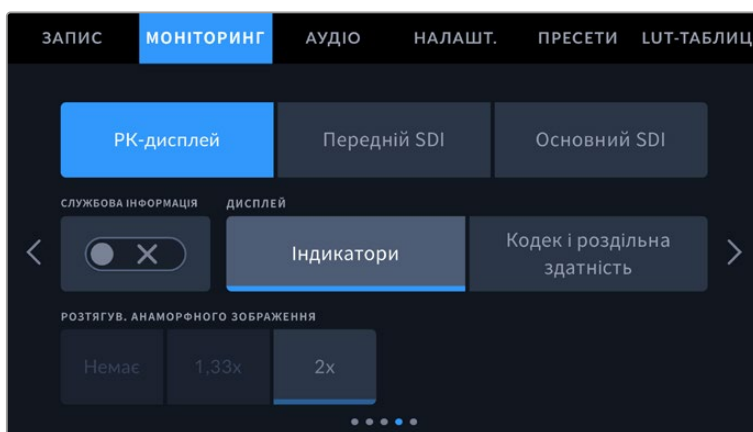 ЗАПИС МОНІТОРИНГ АУДІО НАЛАШТ. ПРЕСЕТИ LUT-ТАБЛИЦ
РК-дисплей Передній SDI Основний SDI
СЛУЖБОВА ІНФОРМАЦІЯ ДИСПЛЕЙ
Індикатори Кодек і роздільна
здатність
РОЗТЯГУВ. АНАМОРФНОГО ЗОБРАЖЕННЯ
Немає 1,33x 2x